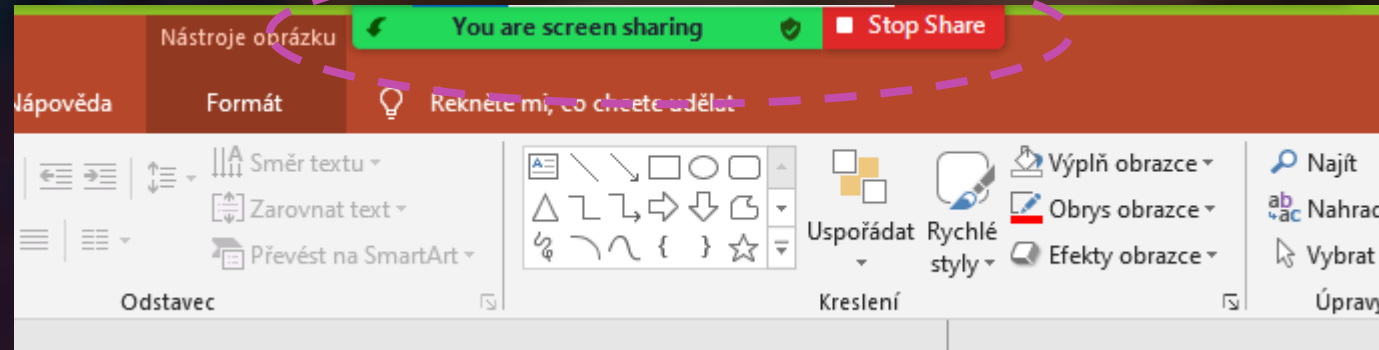 Nástroje obrázku
You are screen sharing
Stop Share
Nápověda
Formát
Řekněte mi, co chcete udělat
Směr textu
Zarovnat text
Převést na SmartArt
Odstavec
Uspořádat
Rychlé
styly
Výplň obrazce
Obrys obrazce
Efekty obrazce
Kreslení
Najít
Nahrad
Vybrat
Úpravy